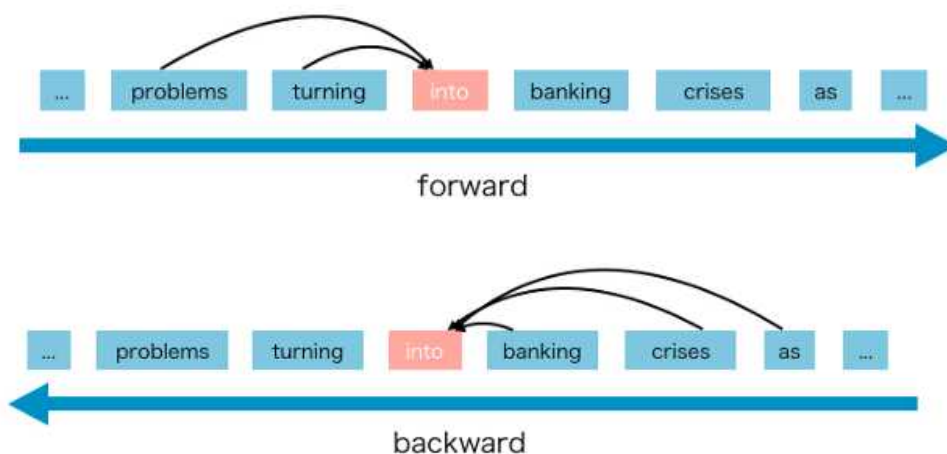 ... problems turning into banking crises as ...
forward
... problems turning into banking crises as ...
backward